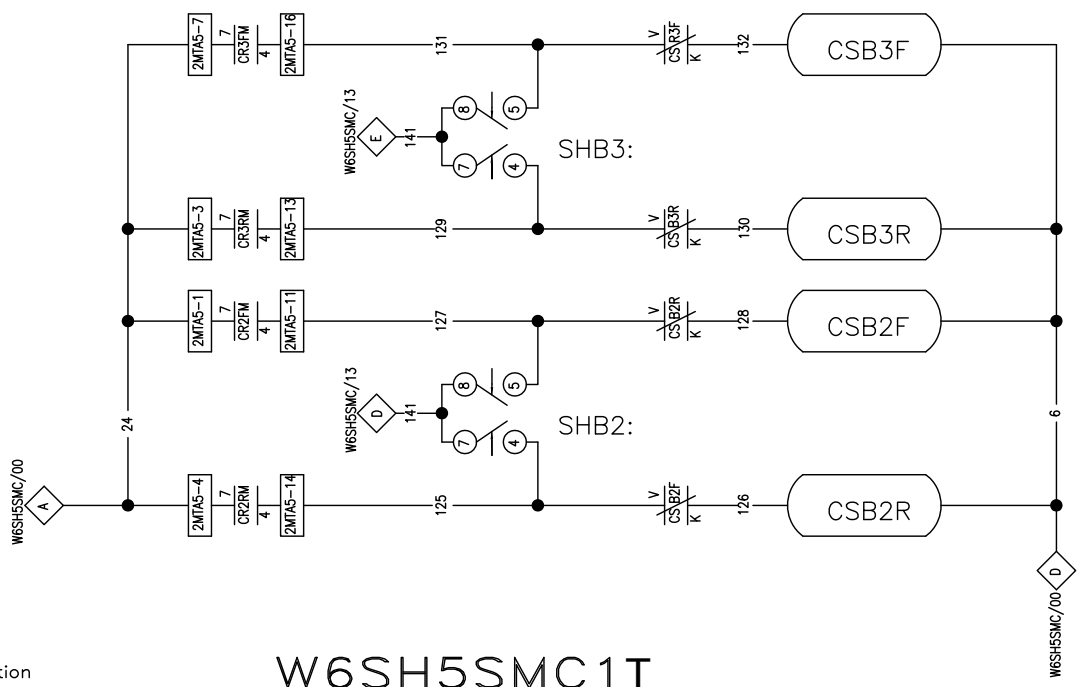 2MTA5-7
7
CR3FM
4
2MTA5-16
131
V
CSR3F
K
132
CSB3F
W6SH5SMC/13
E
141
8
5
7
4
SHB3:
2MTA5-3
7
CR3RM
4
2MTA5-13
129
V
CSB3R
K
130
CSB3R
2MTA5-1
7
CR2FM
4
2MTA5-11
127
V
CSB2R
K
128
CSB2F
24
W6SH5SMC/13
D
141
8
5
7
4
SHB2:
6
W6SH5SMC/00
A
2MTA5-4
7
CR2RM
4
2MTA5-14
125
V
CSB2F
K
126
CSB2R
W6SH5SMC/00
D
tion
W6SH5SMC1T